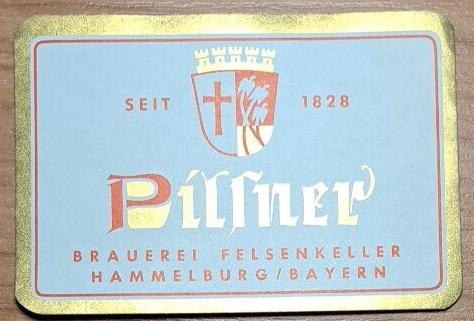 SEIT 1828
Pilſner
BRAUEREI FELSENKELLER
HAMMELBURG/BAYERN